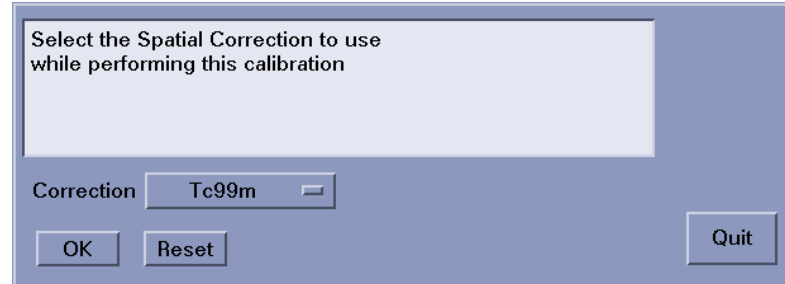 Select the Spatial Correction to use
while performing this calibration
Correction Tc99m
OK Reset Quit